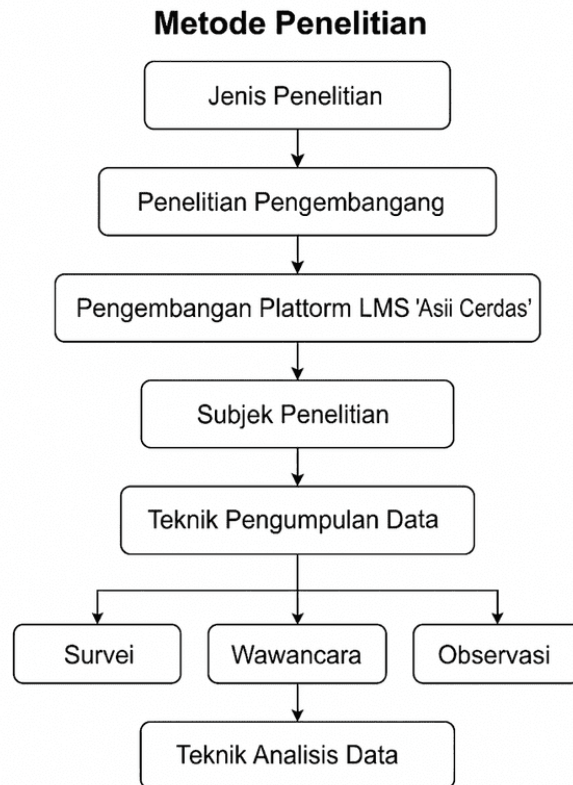 Metode Penelitian
Jenis Penelitian
Penelitian Pengembangang
Pengembangan Plattorm LMS 'Asii Cerdas'
Subjek Penelitian
Teknik Pengumpulan Data
Survei
Wawancara
Observasi
Teknik Analisis Data